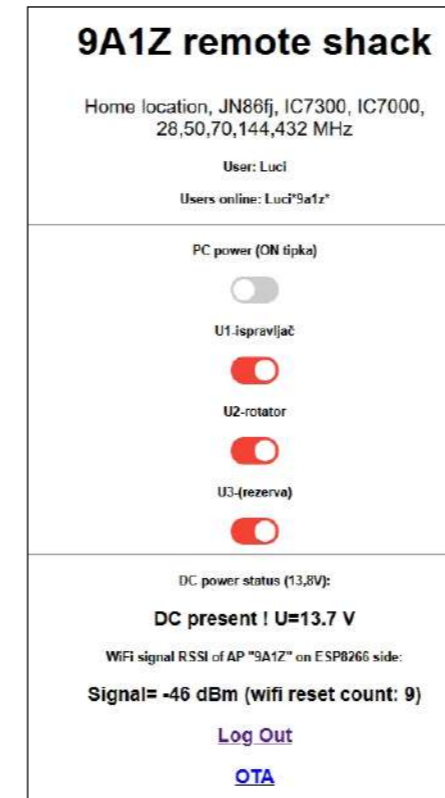 9A1Z remote shack
Home location, JN86fj, IC7300, IC7000,
28,50,70,144,432 MHz
User: Luci
Users online: Luci*9a1z*
PC power (ON tipka)
U1-ispravljač
U2-rotator
U3-(rezerva)
DC power status (13,8V):
DC present ! U=13.7 V
WiFi signal RSSI of AP "9A1Z" on ESP8266 side:
Signal= -46 dBm (wifi reset count: 9)
Log Out
OTA